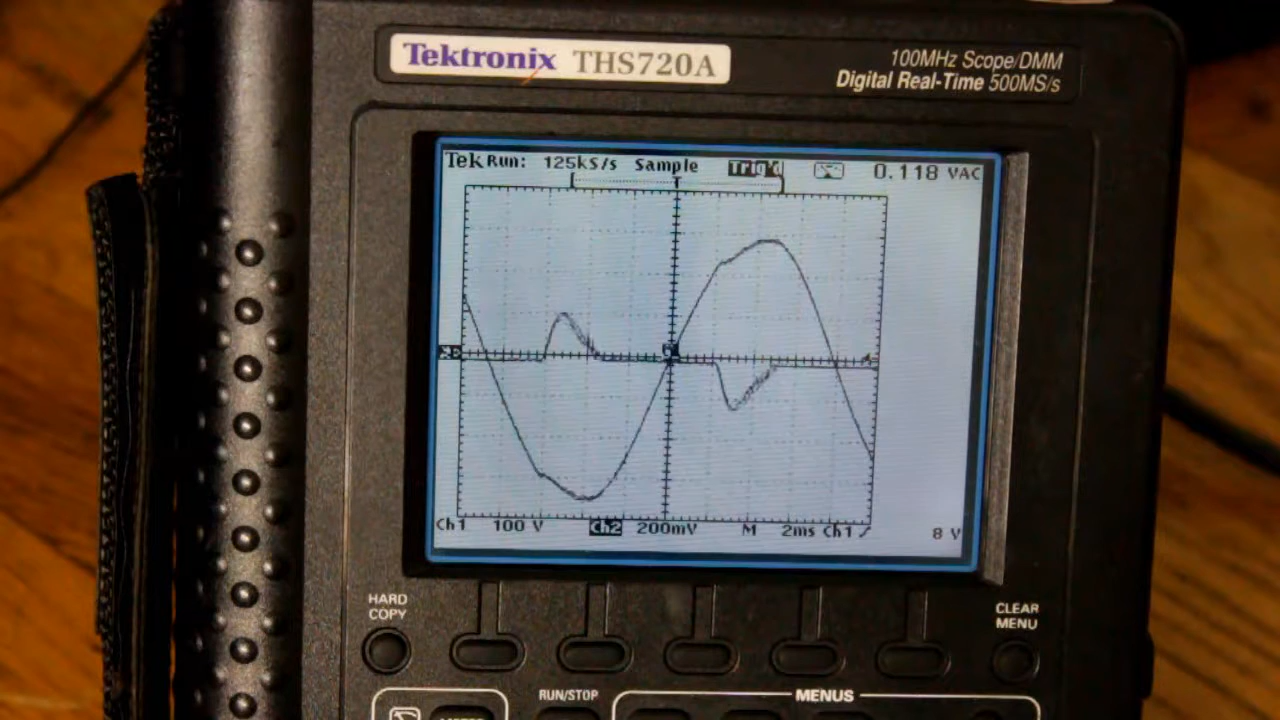 Tektronix THS720A
100MHz Scope/DMM
Digital Real-Time 500MS/s
Tek Run: 125kS/s Sample Trig'd 0.118 VAC
T
Ch1 100 V Ch2 200mV M 2ms Ch1 8 V
HARD
COPY
CLEAR
MENU
RUN/STOP
MENUS